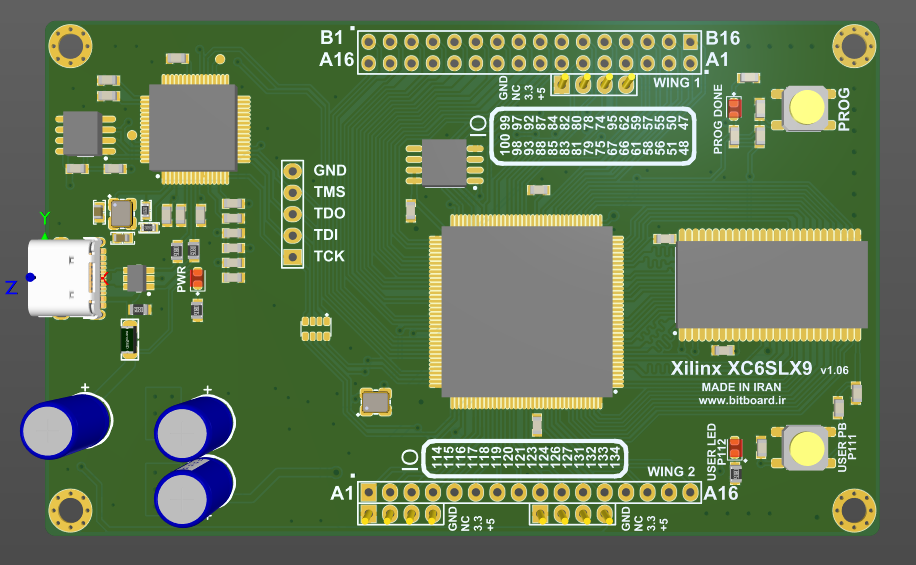 B1
B16
A16
A1
GND
NC
3.3
+5
WING 1
IO
99 97 92 87 84 82 80 78 74 95 62 59 57 55 50 47
100 98 93 88 85 83 81 79 75 67 66 61 58 56 51 48
PROG DONE
PROG
GND
TMS
TDO
TDI
TCK
Y
X
Z
PWR
+
+
Xilinx XC6SLX9 v1.06
MADE IN IRAN
www.bitboard.ir
USER LED
P112
USER PB
P111
IO
114 115 116 117 118 119 120 121 123 124 126 127 131 132 133 134
WING 2
A1
A16
GND
NC
3.3
+5
GND
NC
3.3
+5